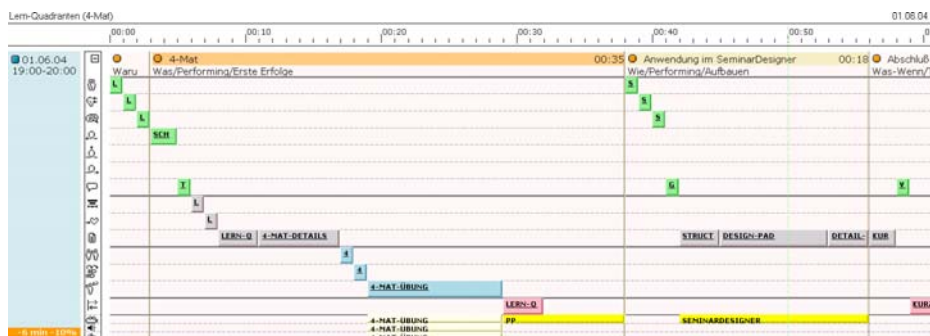 Lern-Quadranten (4-Mat) 01.06.04
00:00 00:10 00:20 00:30 00:40 00:50
01.06.04 4-Mat 00:35 Anwendung im SeminarDesigner 00:18 Abschluß
19:00-20:00 Waru Was/Performing/Erste Erfolge Wie/Performing/Aufbauen Was-Wenn/
L S
L S
L S
SCH
T G V
L
L
LERN-Q 4-MAT-DETAILS STRUCT DESIGN-PAD DETAIL- KUR
4
4
4-MAT-ÜBUNG
LERN-Q KUR
4-MAT-ÜBUNG PP SEMINARDESIGNER
-6 min -10% 4-MAT-ÜBUNG